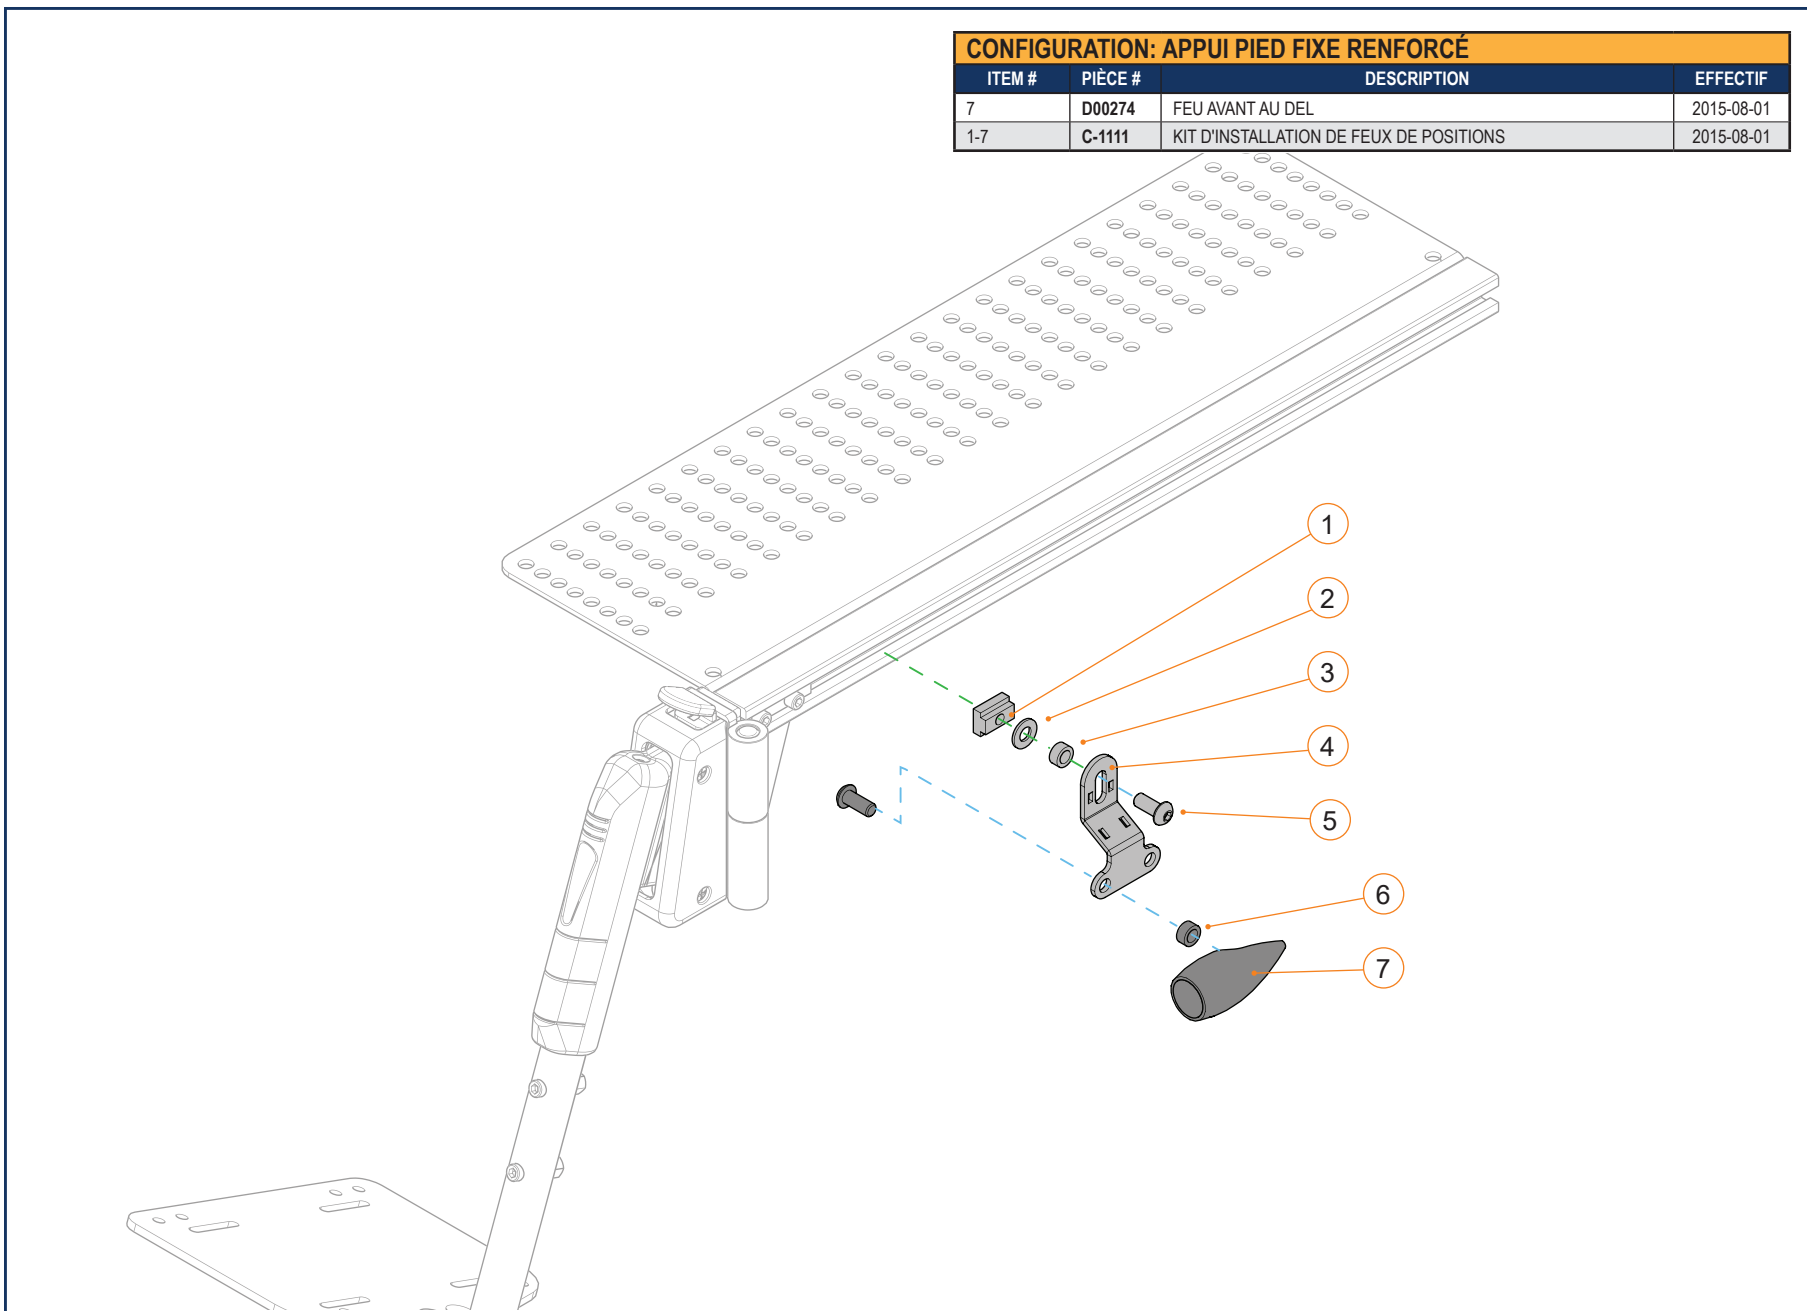 CONFIGURATION: APPUI PIED FIXE RENFORCÉ
ITEM # PIÈCE # DESCRIPTION EFFECTIF
7 D00274 FEU AVANT AU DEL 2015-08-01
1-7 C-1111 KIT D'INSTALLATION DE FEUX DE POSITIONS 2015-08-01
1
2
3
4
5
6
7